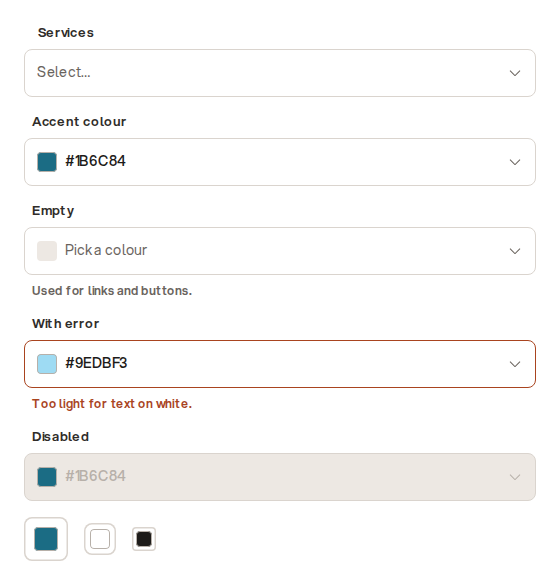 Services
Select...
Accent colour
#1B6C84
Empty
Pick a colour
Used for links and buttons.
With error
#9EDBF3
Too light for text on white.
Disabled
#1B6C84